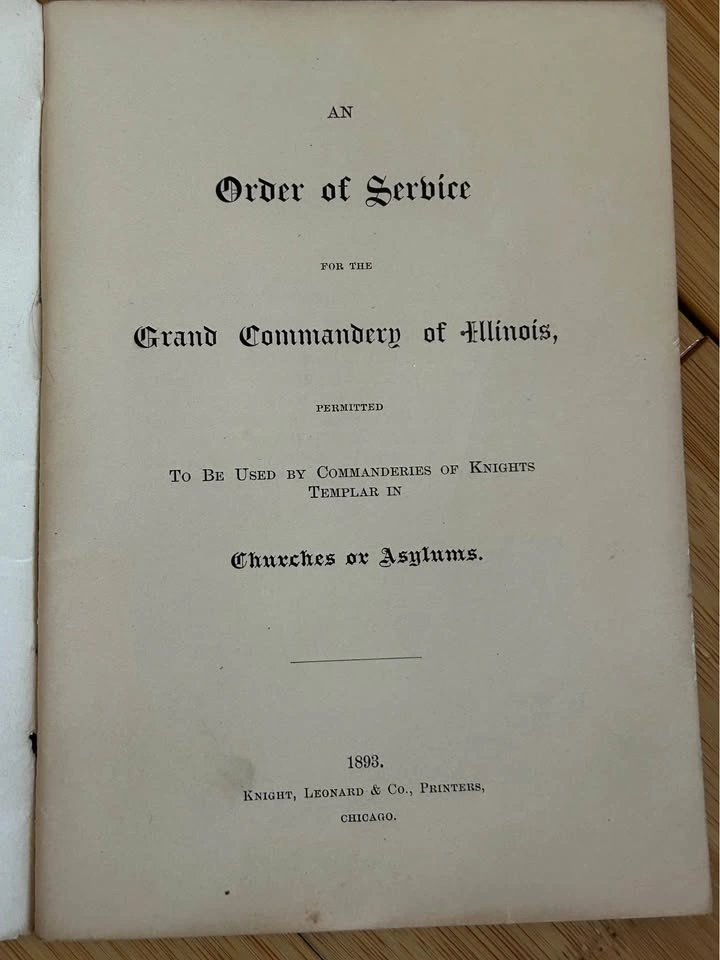 AN
Order of Service
FOR THE
Grand Commandery of Illinois,
PERMITTED
TO BE USED BY COMMANDERIES OF KNIGHTS
TEMPLAR IN
Churches or Asylums.
1893.
KNIGHT, LEONARD & CO., PRINTERS,
CHICAGO.